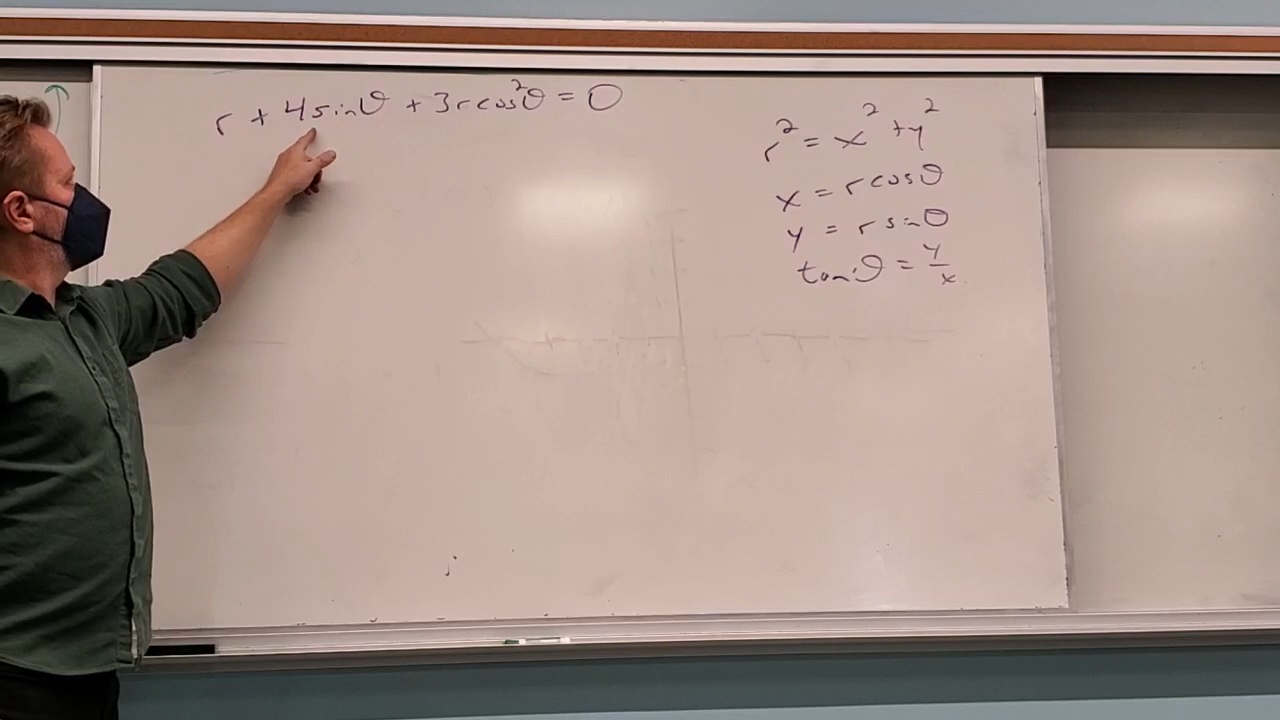 r + 4sinθ + 3rcos²θ = 0
r² = x² + y²
x = rcosθ
y = rsinθ
tanθ = y/x